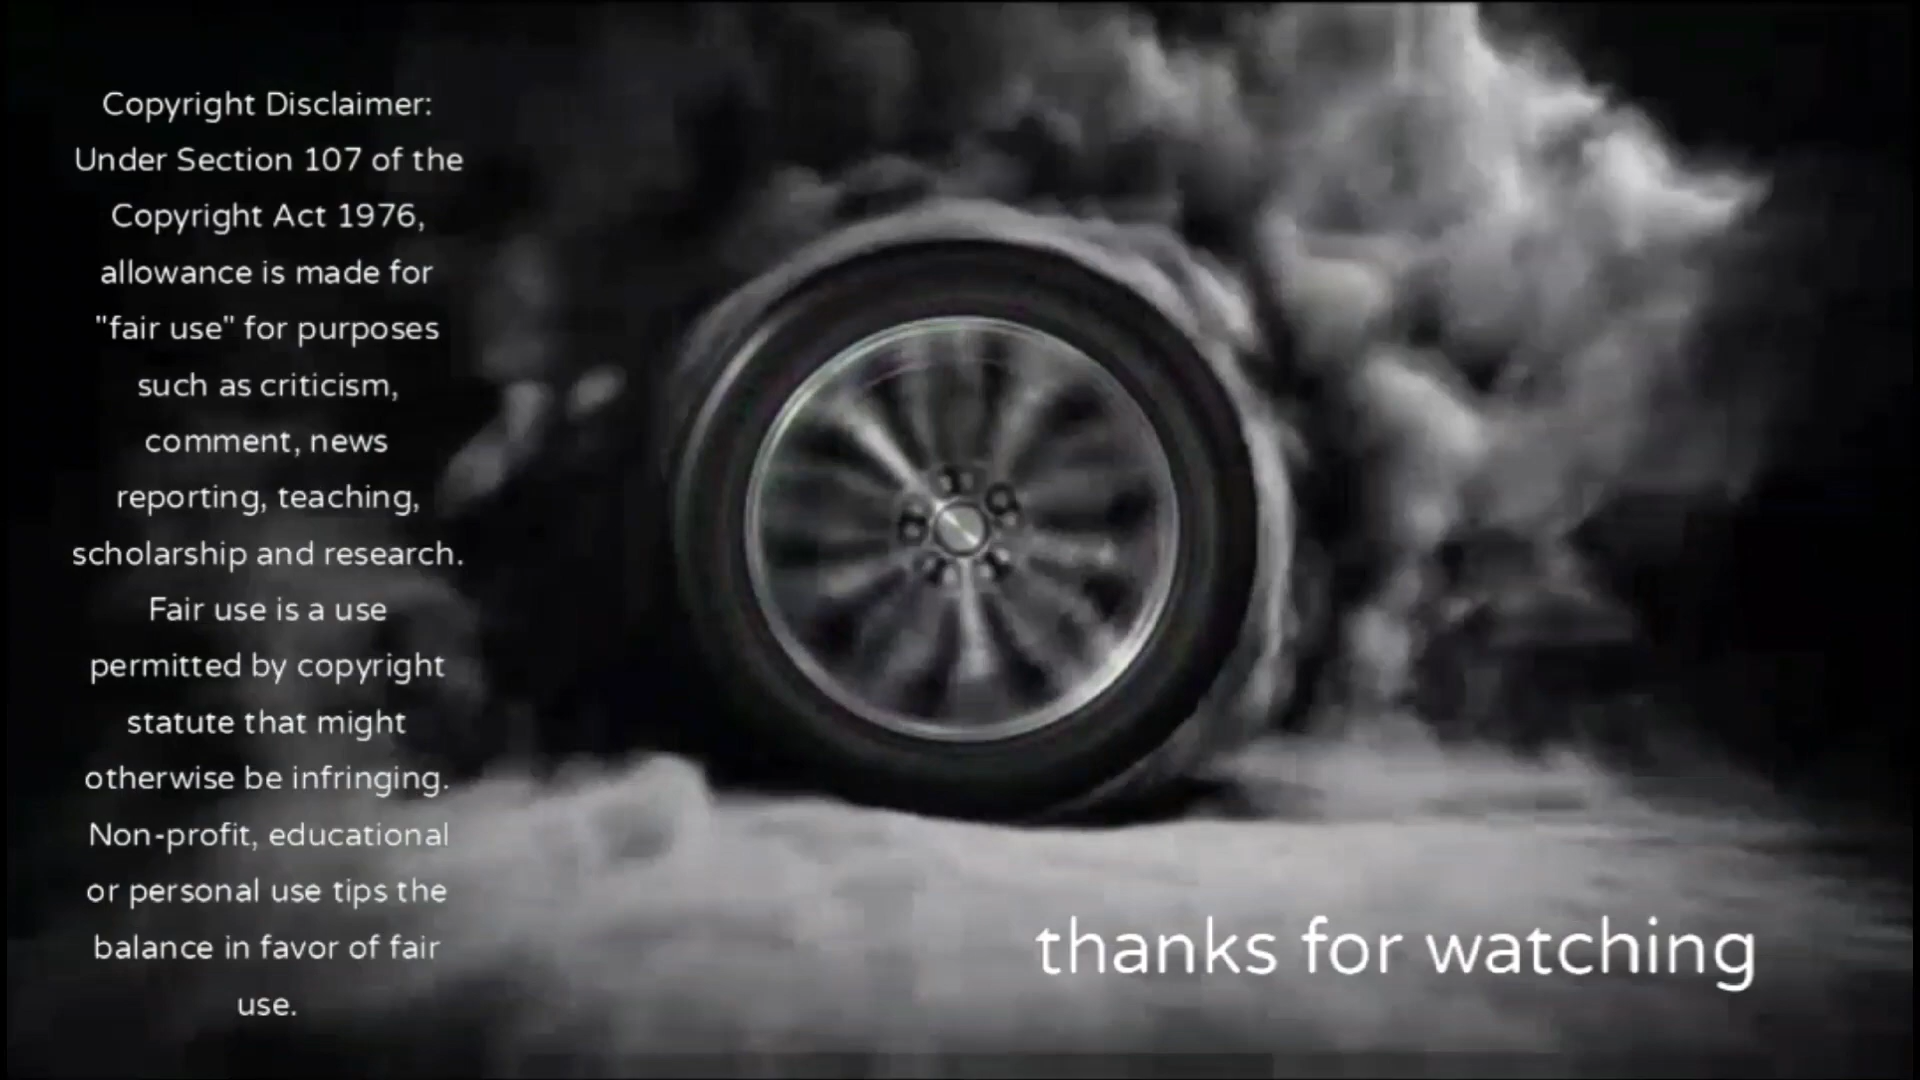 Copyright Disclaimer:
Under Section 107 of the
Copyright Act 1976,
allowance is made for
"fair use" for purposes
such as criticism,
comment, news
reporting, teaching,
scholarship and research.
Fair use is a use
permitted by copyright
statute that might
otherwise be infringing.
Non-profit, educational
or personal use tips the
balance in favor of fair
use.
thanks for watching